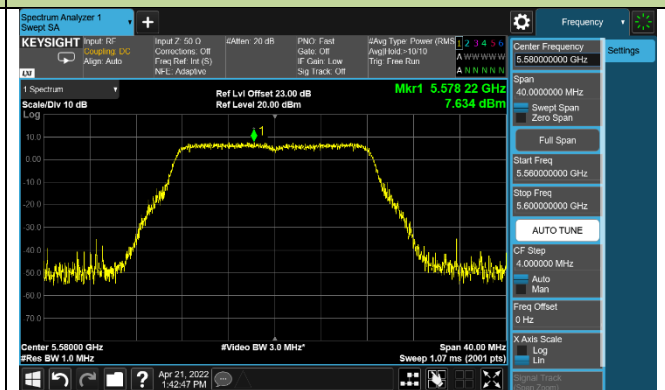 Spectrum Analyzer 1
Swept SA
+
Frequency
KEYSIGHT
Input: RF
Coupling: DC
Align: Auto
Input Z: 50 Ω
Corrections: Off
Freq Ref: Int (S)
NFE: Adaptive
#Atten: 20 dB
PNO: Fast
Gate: Off
IF Gain: Low
Sig Track: Off
#Avg Type: Power (RMS)
Avg|Hold:>10/10
Trig: Free Run
1 2 3 4 5 6
A W W W W W
A N N N N N
LXI
1 Spectrum
Scale/Div 10 dB
Log
Ref Lvl Offset 23.00 dB
Ref Level 20.00 dBm
Mkr1 5.578 22 GHz
7.634 dBm
1
10.0
0.00
-10.0
-20.0
-30.0
-40.0
-50.0
-60.0
-70.0
Center 5.58000 GHz
#Res BW 1.0 MHz
#Video BW 3.0 MHz*
Span 40.00 MHz
Sweep 1.07 ms (2001 pts)
Center Frequency
5.580000000 GHz
Settings
Span
40.0000000 MHz
Swept Span
Zero Span
Full Span
Start Freq
5.560000000 GHz
Stop Freq
5.600000000 GHz
AUTO TUNE
CF Step
4.000000 MHz
Auto
Man
Freq Offset
0 Hz
X Axis Scale
Log
Lin
Signal Track
(Span Zoom)
?
Apr 21, 2022
1:42:47 PM